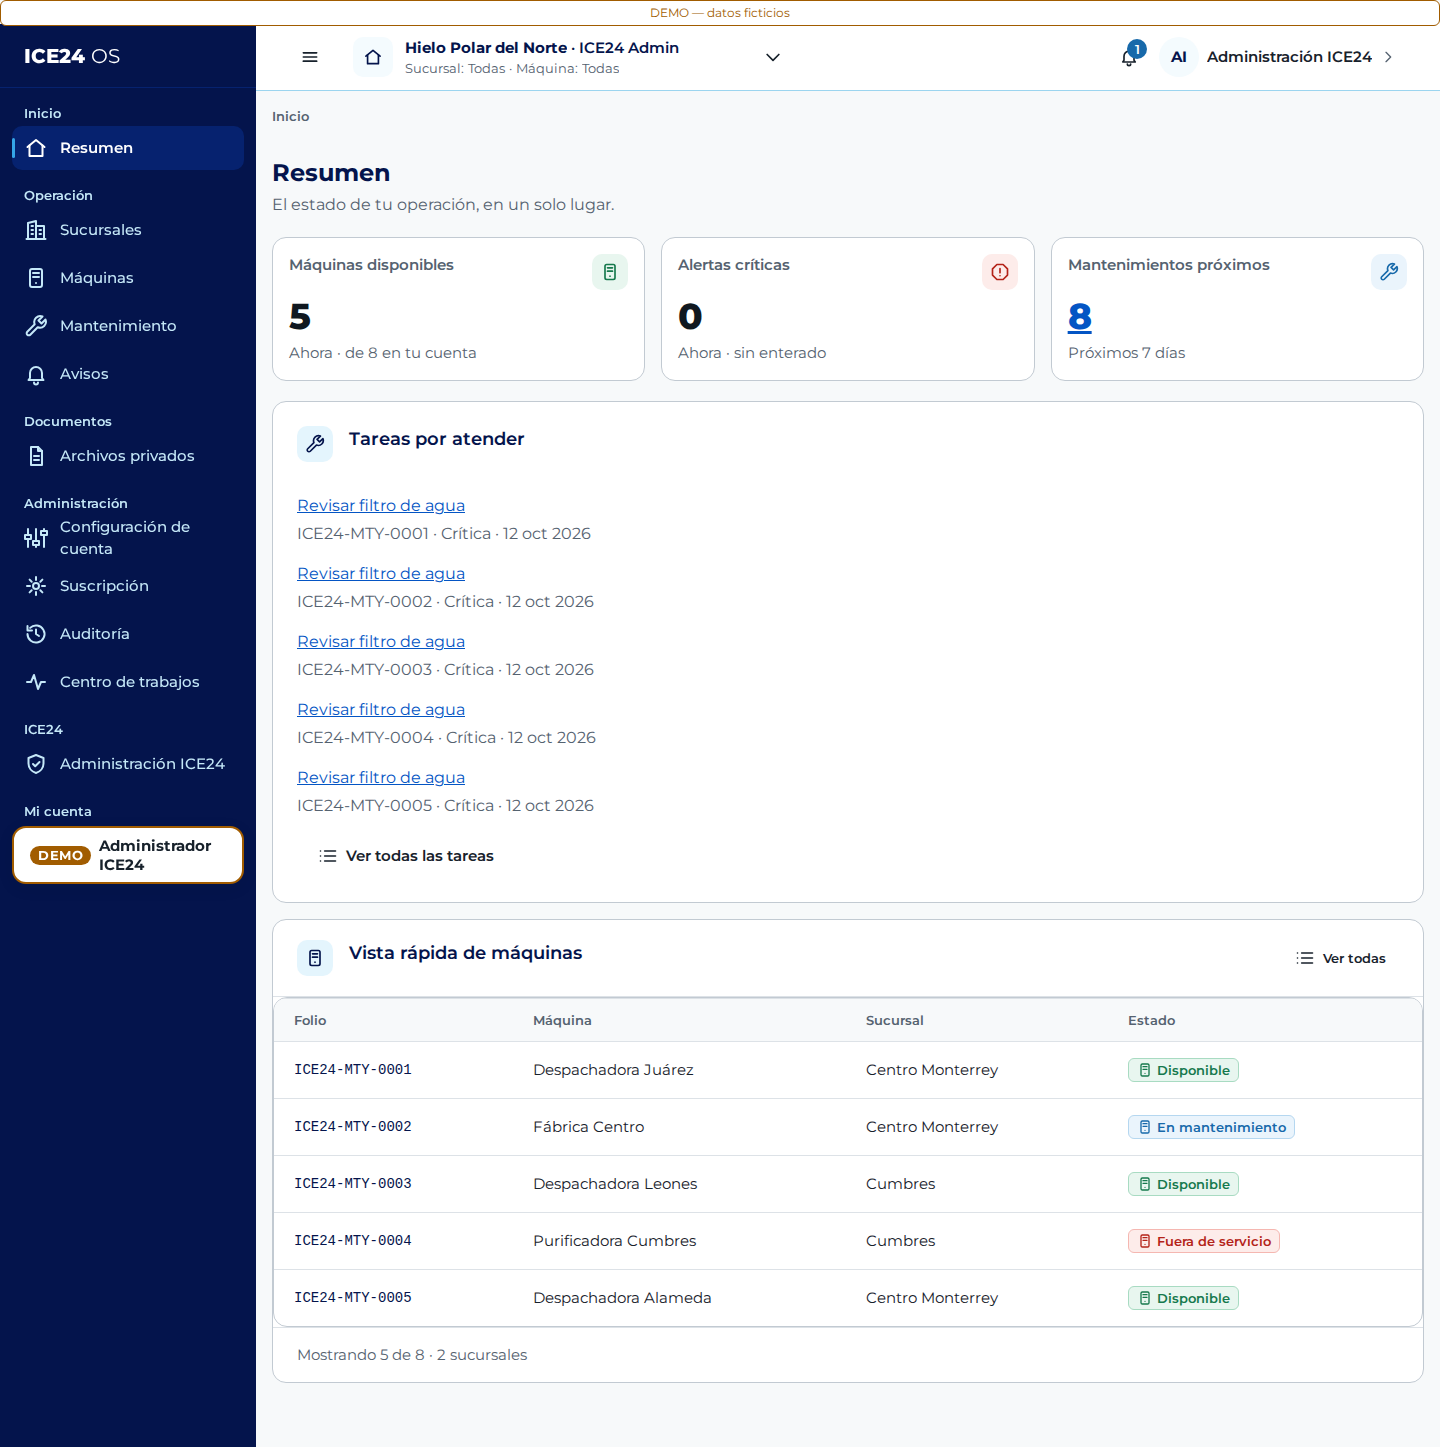 DEMO — datos ficticios
ICE24 OS
Inicio
Resumen
Operación
Sucursales
Máquinas
Mantenimiento
Avisos
Documentos
Archivos privados
Administración
Configuración de
cuenta
Suscripción
Auditoría
Centro de trabajos
ICE24
Administración ICE24
Mi cuenta
DEMO Administrador
ICE24
Hielo Polar del Norte · ICE24 Admin
Sucursal: Todas · Máquina: Todas
1
AI Administración ICE24
Inicio
Resumen
El estado de tu operación, en un solo lugar.
Máquinas disponibles
5
Ahora · de 8 en tu cuenta
Alertas críticas
0
Ahora · sin enterado
Mantenimientos próximos
8
Próximos 7 días
Tareas por atender
Revisar filtro de agua
ICE24-MTY-0001 · Crítica · 12 oct 2026
Revisar filtro de agua
ICE24-MTY-0002 · Crítica · 12 oct 2026
Revisar filtro de agua
ICE24-MTY-0003 · Crítica · 12 oct 2026
Revisar filtro de agua
ICE24-MTY-0004 · Crítica · 12 oct 2026
Revisar filtro de agua
ICE24-MTY-0005 · Crítica · 12 oct 2026
Ver todas las tareas
Vista rápida de máquinas
Ver todas
Folio Máquina Sucursal Estado
ICE24-MTY-0001 Despachadora Juárez Centro Monterrey Disponible
ICE24-MTY-0002 Fábrica Centro Centro Monterrey En mantenimiento
ICE24-MTY-0003 Despachadora Leones Cumbres Disponible
ICE24-MTY-0004 Purificadora Cumbres Cumbres Fuera de servicio
ICE24-MTY-0005 Despachadora Alameda Centro Monterrey Disponible
Mostrando 5 de 8 · 2 sucursales